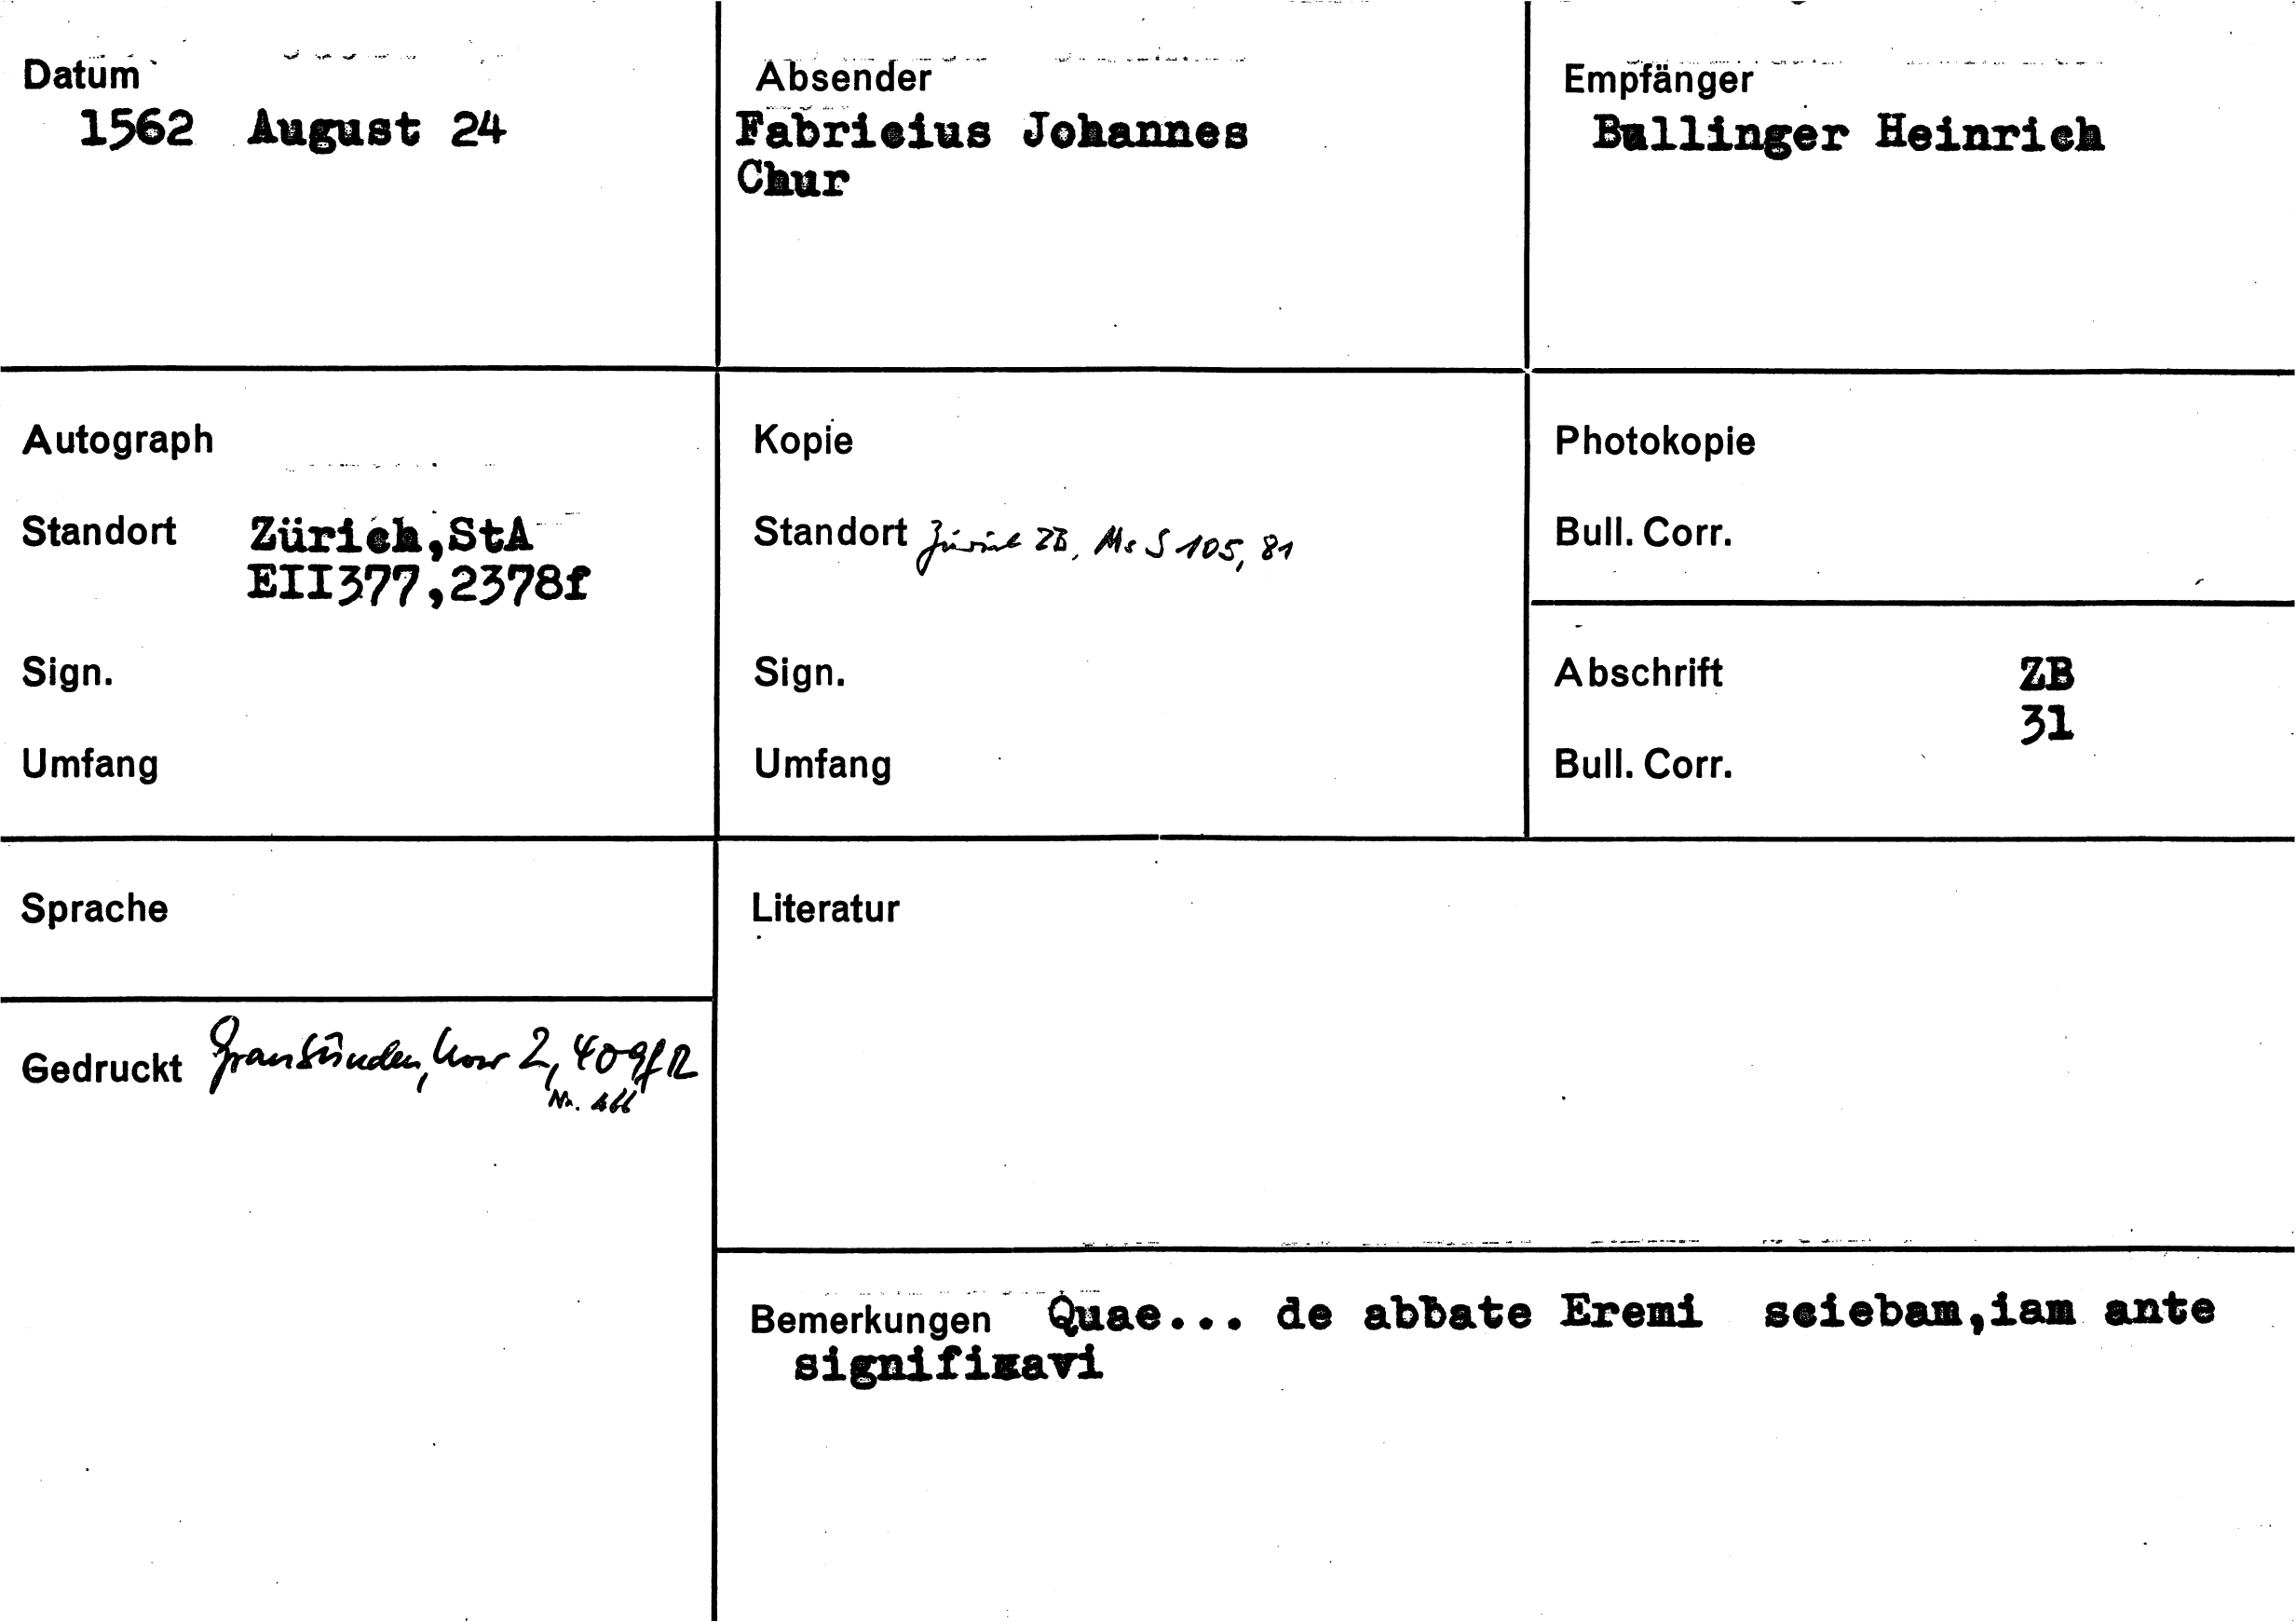 Datum
1562 August 24
Absender
Fabricius Johannes
Chur
Empfänger
Bullinger Heinrich
Autograph
Standort Zürich,StA
EII377,2378f
Sign.
Umfang
Kopie
Standort Zürich ZB, Ms S 105, 81
Sign.
Umfang
Photokopie
Bull. Corr.
Abschrift ZB
31
Bull. Corr.
Sprache
Gedruckt Graubünden, Korr 2, 409f R
Nr. 466
Literatur
Bemerkungen Quae... de abbate Eremi sciebam,iam ante
significavi